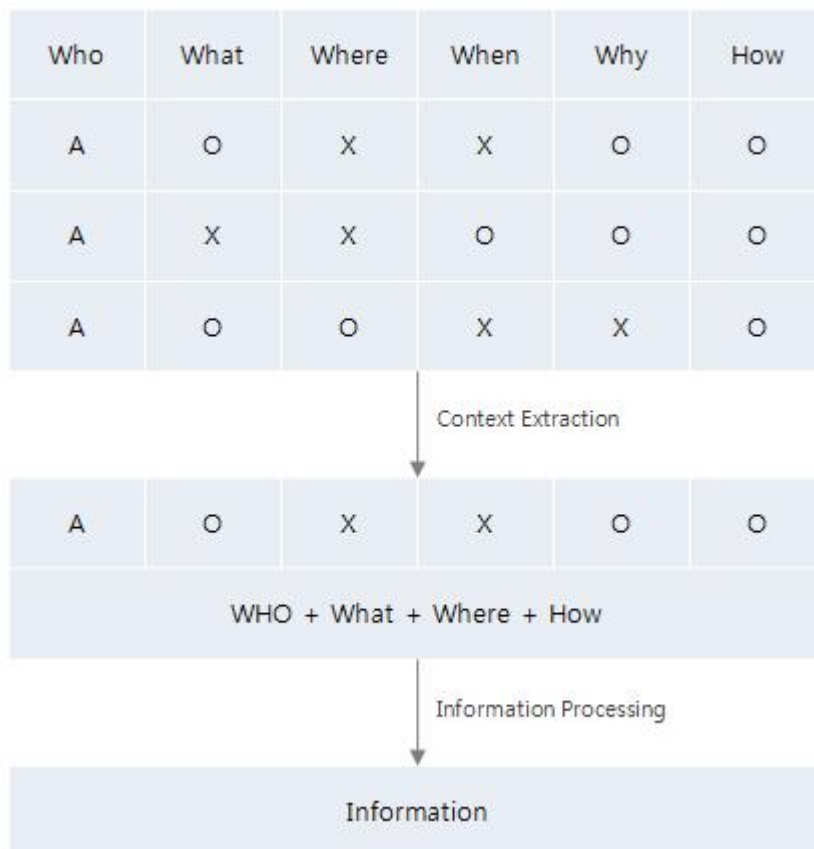 Who What Where When Why How
A O X X O O
A X X O O O
A O O X X O
Context Extraction
A O X X O O
WHO + What + Where + How
Information Processing
Information